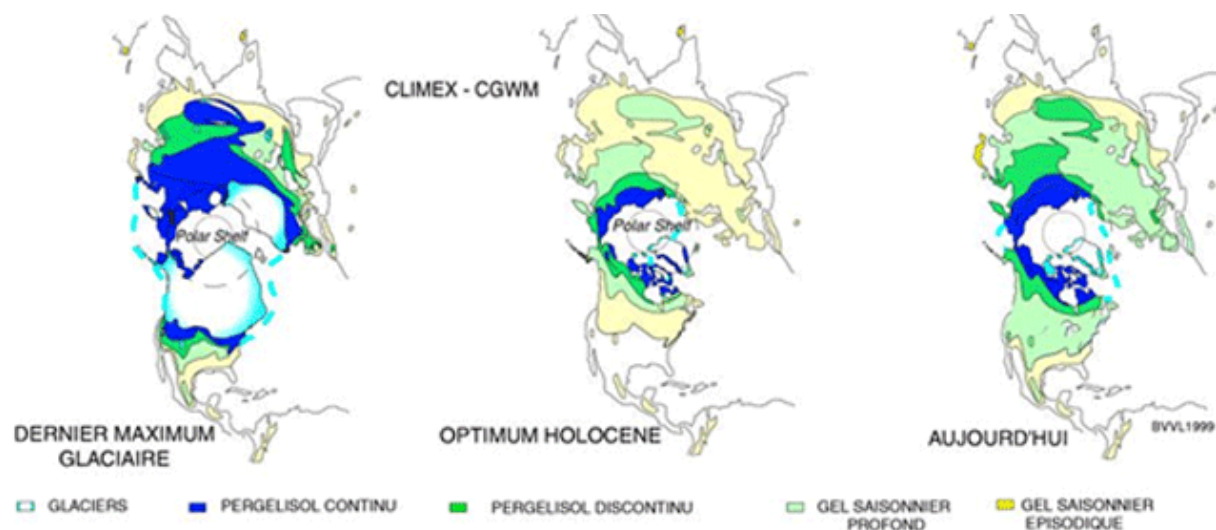 CLIMEX - CGWM
Polar Shelf
Polar Shelf
DERNIER MAXIMUM
GLACIAIRE
OPTIMUM HOLOCENE
AUJOURD'HUI
BVVL1999
GLACIERS
PERGELISOL CONTINU
PERGELISOL DISCONTINU
GEL SAISONNIER
PROFOND
GEL SAISONNIER
EPISODIQUE